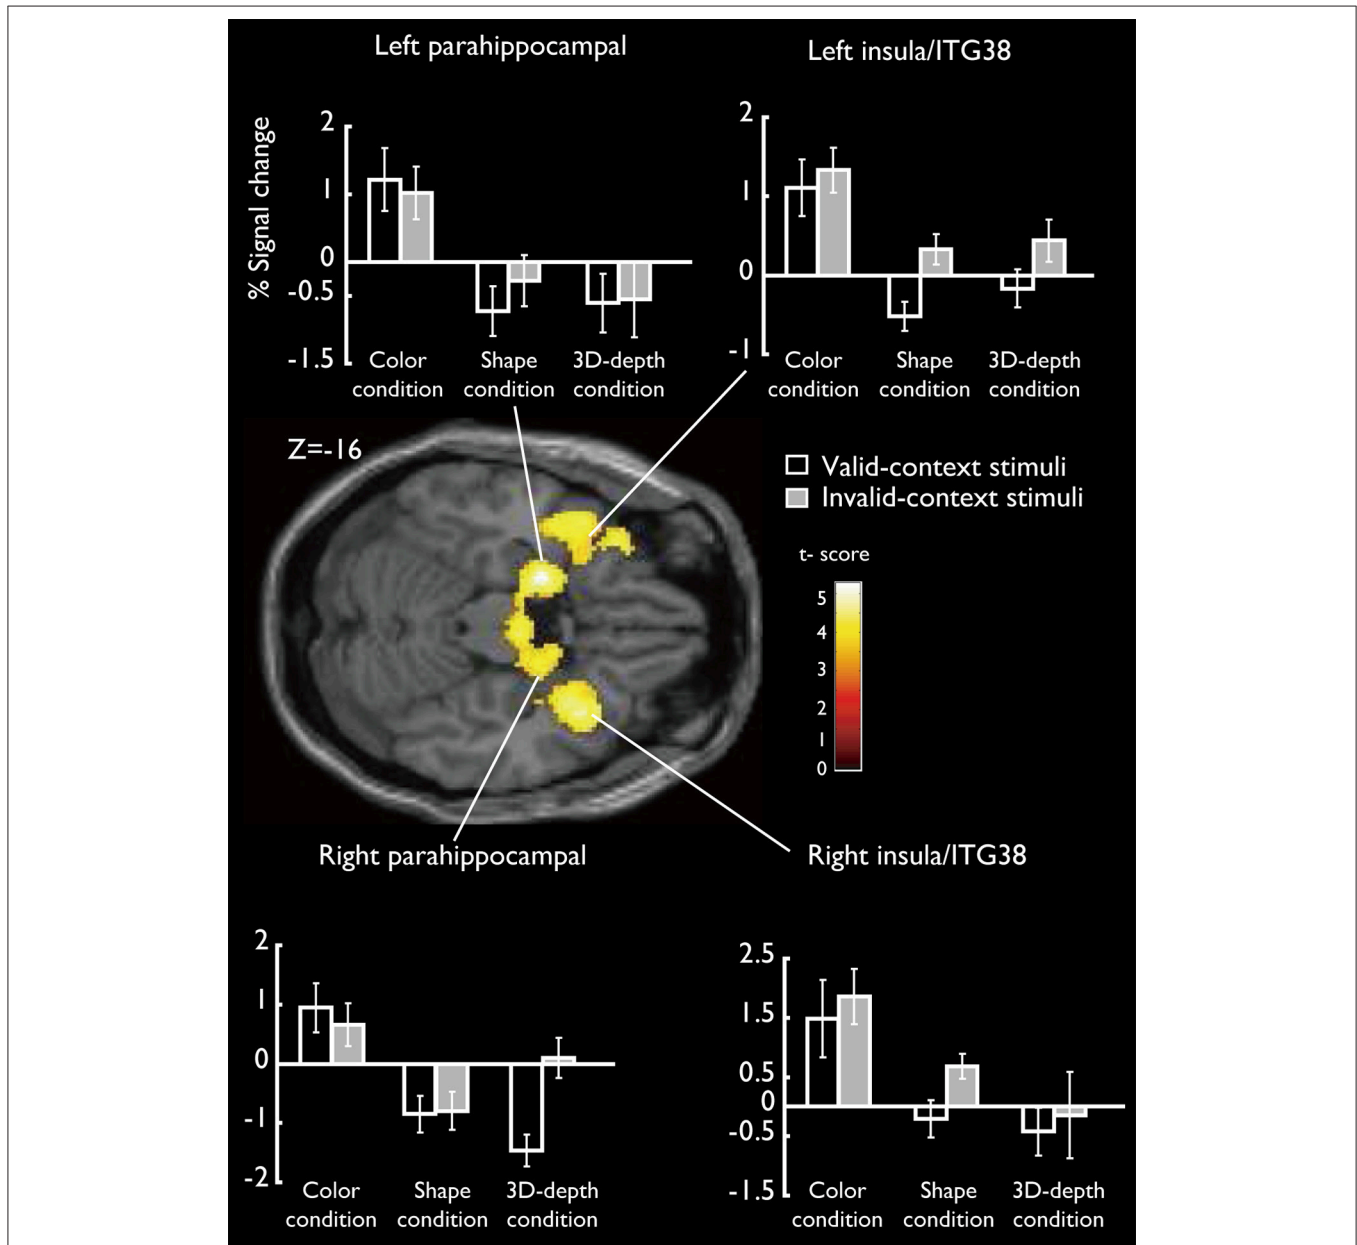 Left parahippocampal
Left insula/ITG38
% Signal change
2
1
0
-0.5
-1.5
Color condition
Shape condition
3D-depth condition
2
1
0
-1
Color condition
Shape condition
3D-depth condition
Z=-16
Valid-context stimuli
Invalid-context stimuli
t- score
5
4
3
2
1
0
Right parahippocampal
Right insula/ITG38
2
1
0
-1
-2
Color condition
Shape condition
3D-depth condition
2.5
1.5
0.5
0
-0.5
-1.5
Color condition
Shape condition
3D-depth condition